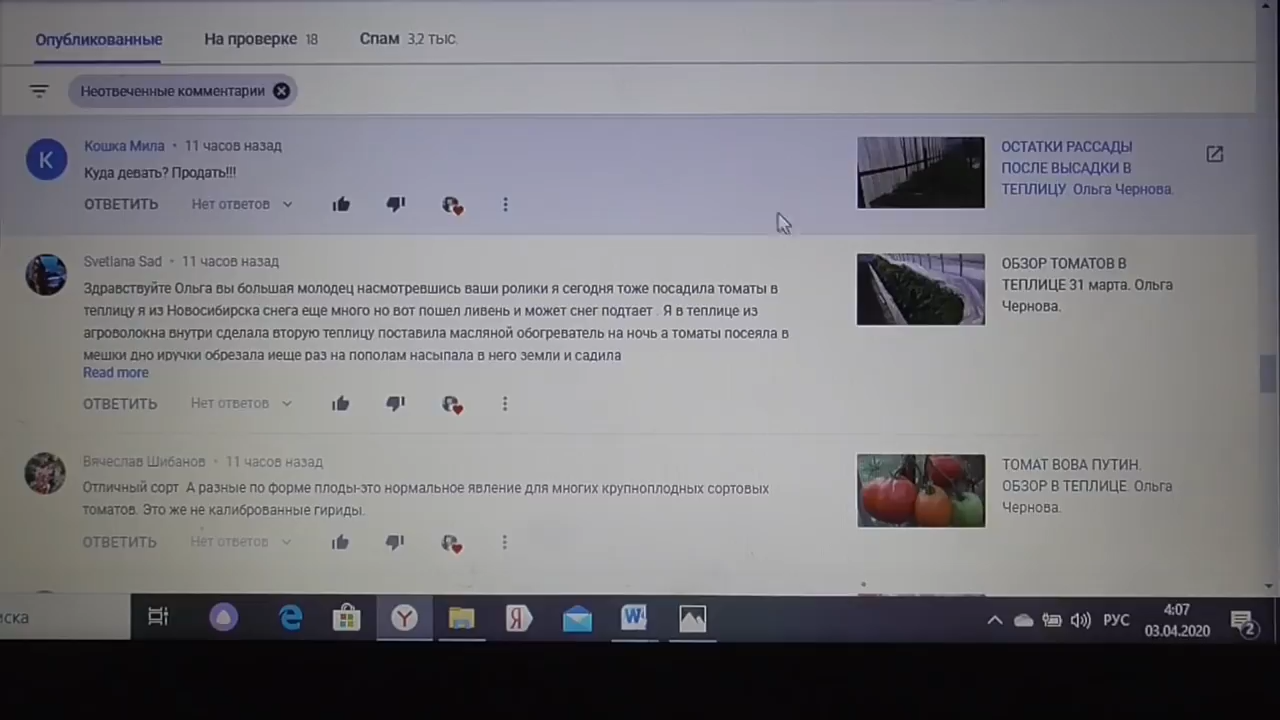 Опубликованные На проверке 18 Спам 3,2 тыс.
Неотвеченные комментарии
К
Кошка Мила • 11 часов назад
Куда девать? Продать!!!
ОТВЕТИТЬ Нет ответов
ОСТАТКИ РАССАДЫ
ПОСЛЕ ВЫСАДКИ В
ТЕПЛИЦУ Ольга Чернова.
Svetlana Sad • 11 часов назад
Здравствуйте Ольга вы большая молодец насмотревшись ваши ролики я сегодня тоже посадила томаты в
теплицу я из Новосибирска снега еще много но вот пошел ливень и может снег подтает . Я в теплице из
агроволокна внутри сделала вторую теплицу поставила масляной обогреватель на ночь а томаты посеяла в
мешки дно иручки обрезала иеще раз на пополам насыпала в него земли и садила
Read more
ОТВЕТИТЬ Нет ответов
ОБЗОР ТОМАТОВ В
ТЕПЛИЦЕ 31 марта. Ольга
Чернова.
Вячеслав Шибанов • 11 часов назад
Отличный сорт А разные по форме плоды-это нормальное явление для многих крупноплодных сортовых
томатов. Это же не калиброванные гириды.
ОТВЕТИТЬ Нет ответов
ТОМАТ ВОВА ПУТИН.
ОБЗОР В ТЕПЛИЦЕ. Ольга
Чернова.
иска
РУС
4:07
03.04.2020
2